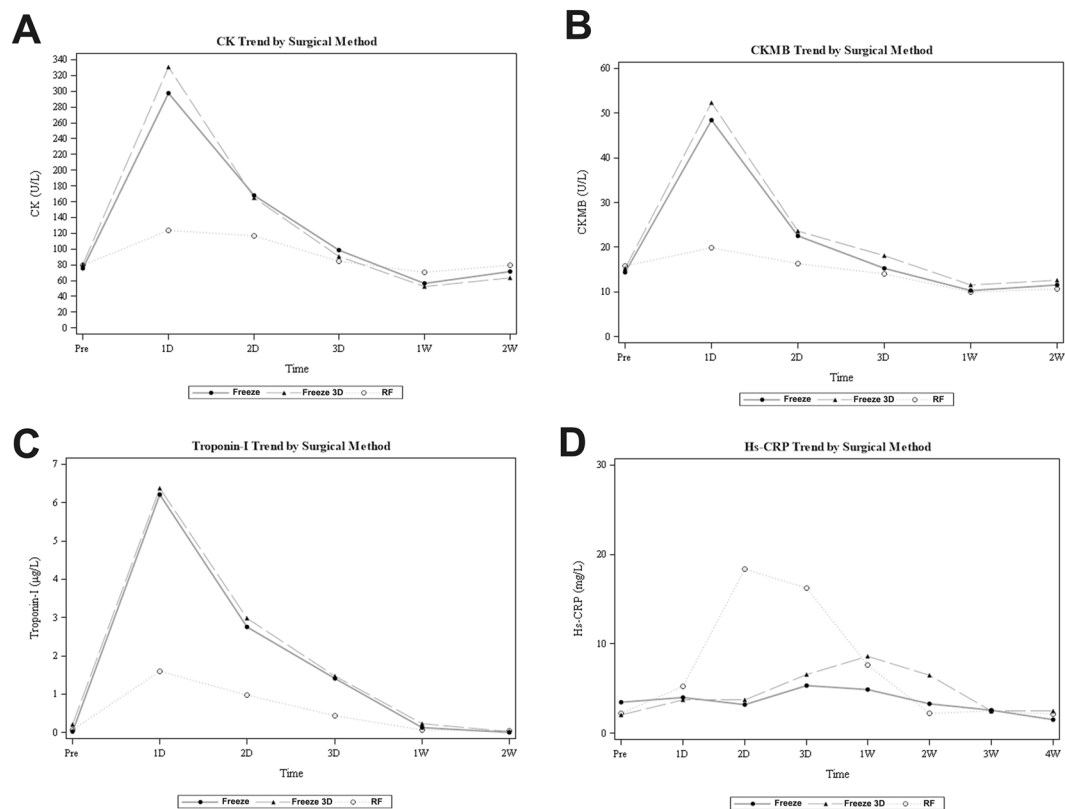 A
CK Trend by Surgical Method
340
320
300
280
260
240
220
200
180
160
140
120
100
80
60
40
20
0
CK (U/L)
Pre 1D 2D 3D 1W 2W
Time
Freeze Freeze 3D RF
B
CKMB Trend by Surgical Method
60
50
40
30
20
10
0
CKMB (U/L)
Pre 1D 2D 3D 1W 2W
Time
Freeze Freeze 3D RF
C
Troponin-I Trend by Surgical Method
7
6
5
4
3
2
1
0
Troponin-I (µg/L)
Pre 1D 2D 3D 1W 2W
Time
Freeze Freeze 3D RF
D
Hs-CRP Trend by Surgical Method
30
20
10
0
Hs-CRP (mg/L)
Pre 1D 2D 3D 1W 2W 3W 4W
Time
Freeze Freeze 3D RF